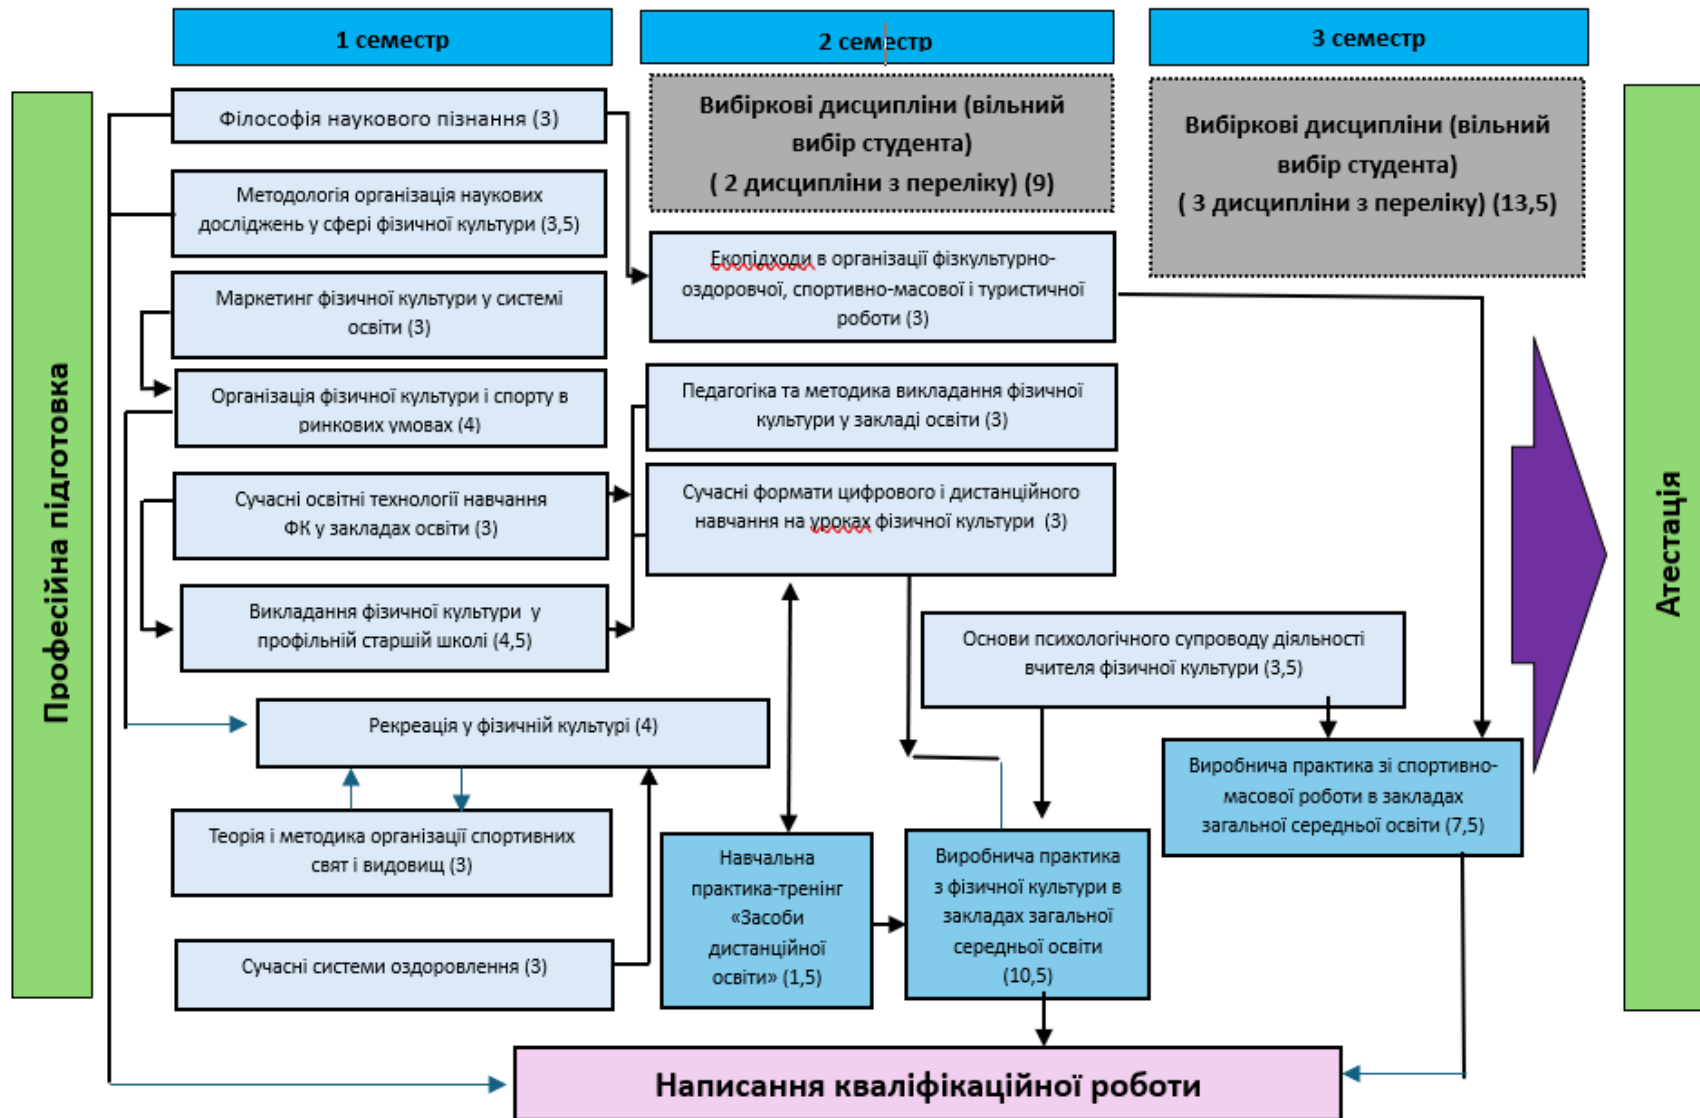 1 семестр
2 семестр
3 семестр
Професійна підготовка
Філософія наукового пізнання (3)
Методологія організація наукових
досліджень у сфері фізичної культури (3,5)
Маркетинг фізичної культури у системі
освіти (3)
Організація фізичної культури і спорту в
ринкових умовах (4)
Сучасні освітні технології навчання
ФК у закладах освіти (3)
Викладання фізичної культури у
профільній старшій школі (4,5)
Рекреація у фізичній культурі (4)
Теорія і методика організації спортивних
свят і видовищ (3)
Сучасні системи оздоровлення (3)
Вибіркові дисципліни (вільний
вибір студента)
( 2 дисципліни з переліку) (9)
Екопідходи в організації фізкультурно-
оздоровчої, спортивно-масової і туристичної
роботи (3)
Педагогіка та методика викладання фізичної
культури у закладі освіти (3)
Сучасні формати цифрового і дистанційного
навчання на уроках фізичної культури (3)
Основи психологічного супроводу діяльності
вчителя фізичної культури (3,5)
Навчальна
практика-тренінг
«Засоби
дистанційної
освіти» (1,5)
Виробнича практика
з фізичної культури в
закладах загальної
середньої освіти
(10,5)
Вибіркові дисципліни (вільний
вибір студента)
( 3 дисципліни з переліку) (13,5)
Виробнича практика зі спортивно-
масової роботи в закладах
загальної середньої освіти (7,5)
Написання кваліфікаційної роботи
Атестація